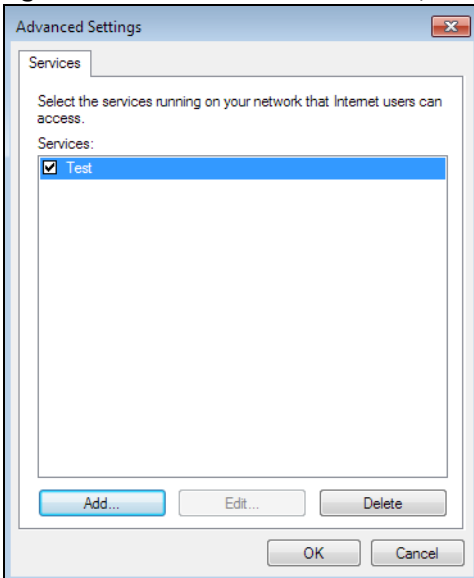 Advanced Settings
Services
Select the services running on your network that Internet users can
access.
Services:
Test
Add...
Edit...
Delete
OK
Cancel